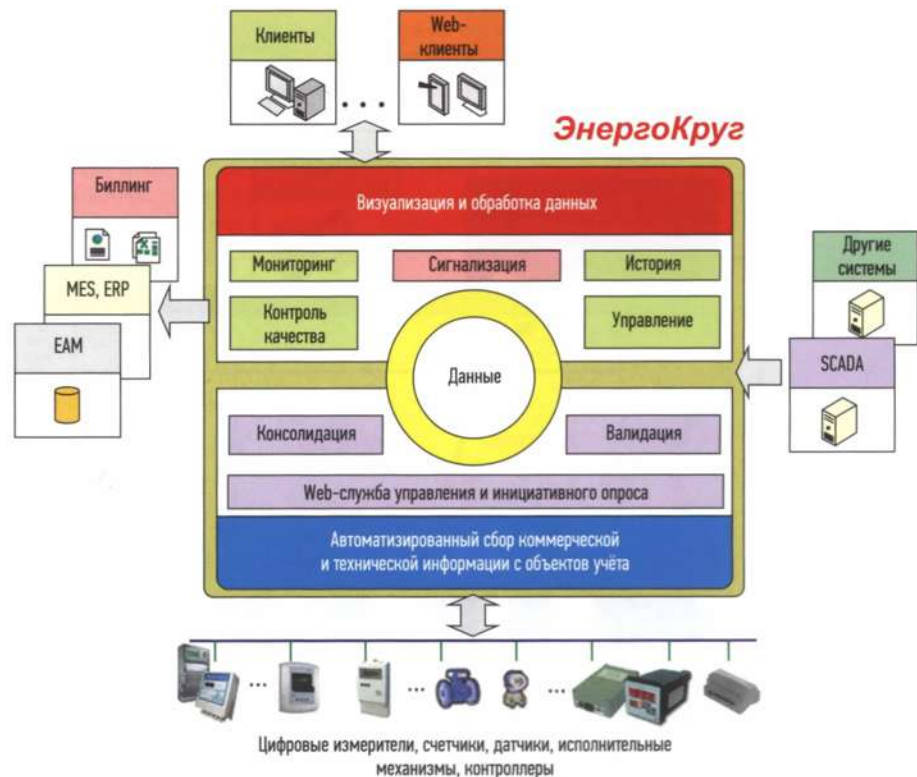 Клиенты
Web-
клиенты
ЭнергоКруг
Биллинг
MES, ERP
EAM
Визуализация и обработка данных
Мониторинг
Сигнализация
История
Контроль
качества
Управление
Данные
Другие
системы
SCADA
Консолидация
Валидация
Web-служба управления и инициативного опроса
Автоматизированный сбор коммерческой
и технической информации с объектов учёта
Цифровые измерители, счетчики, датчики, исполнительные
механизмы, контроллеры